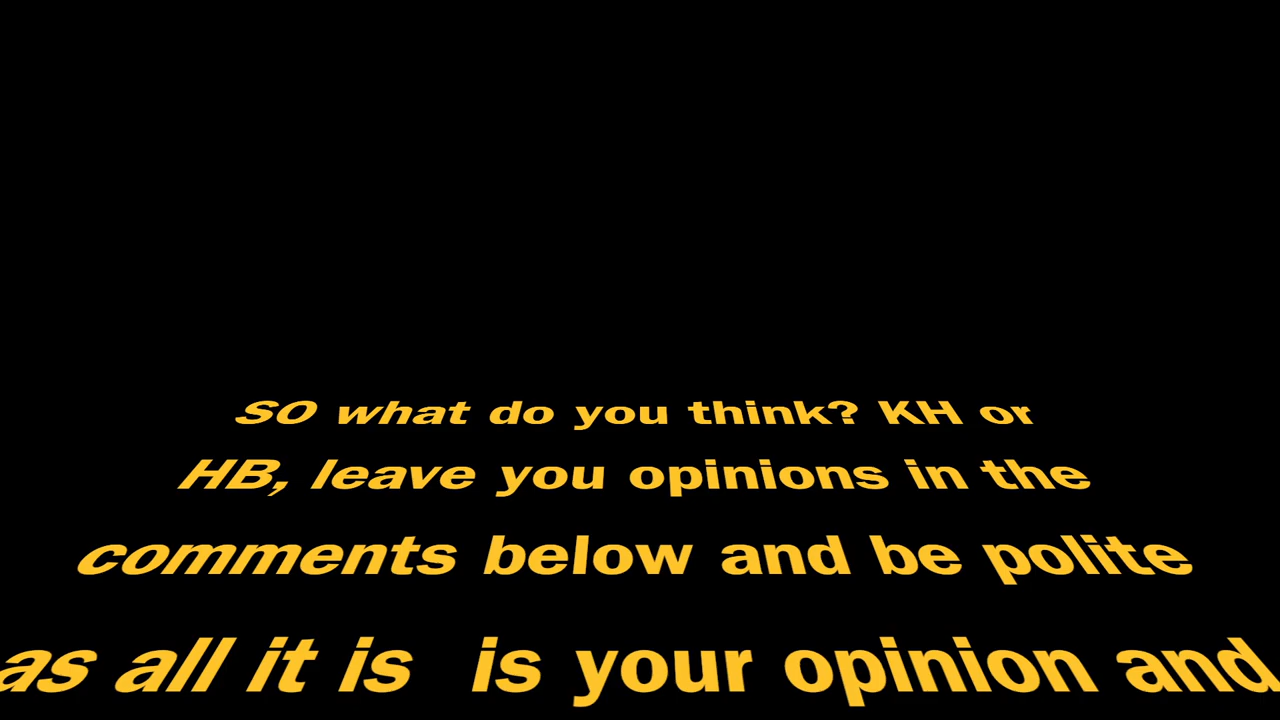 SO what do you think? KH or
HB, leave you opinions in the
comments below and be polite
as all it is  is your opinion and